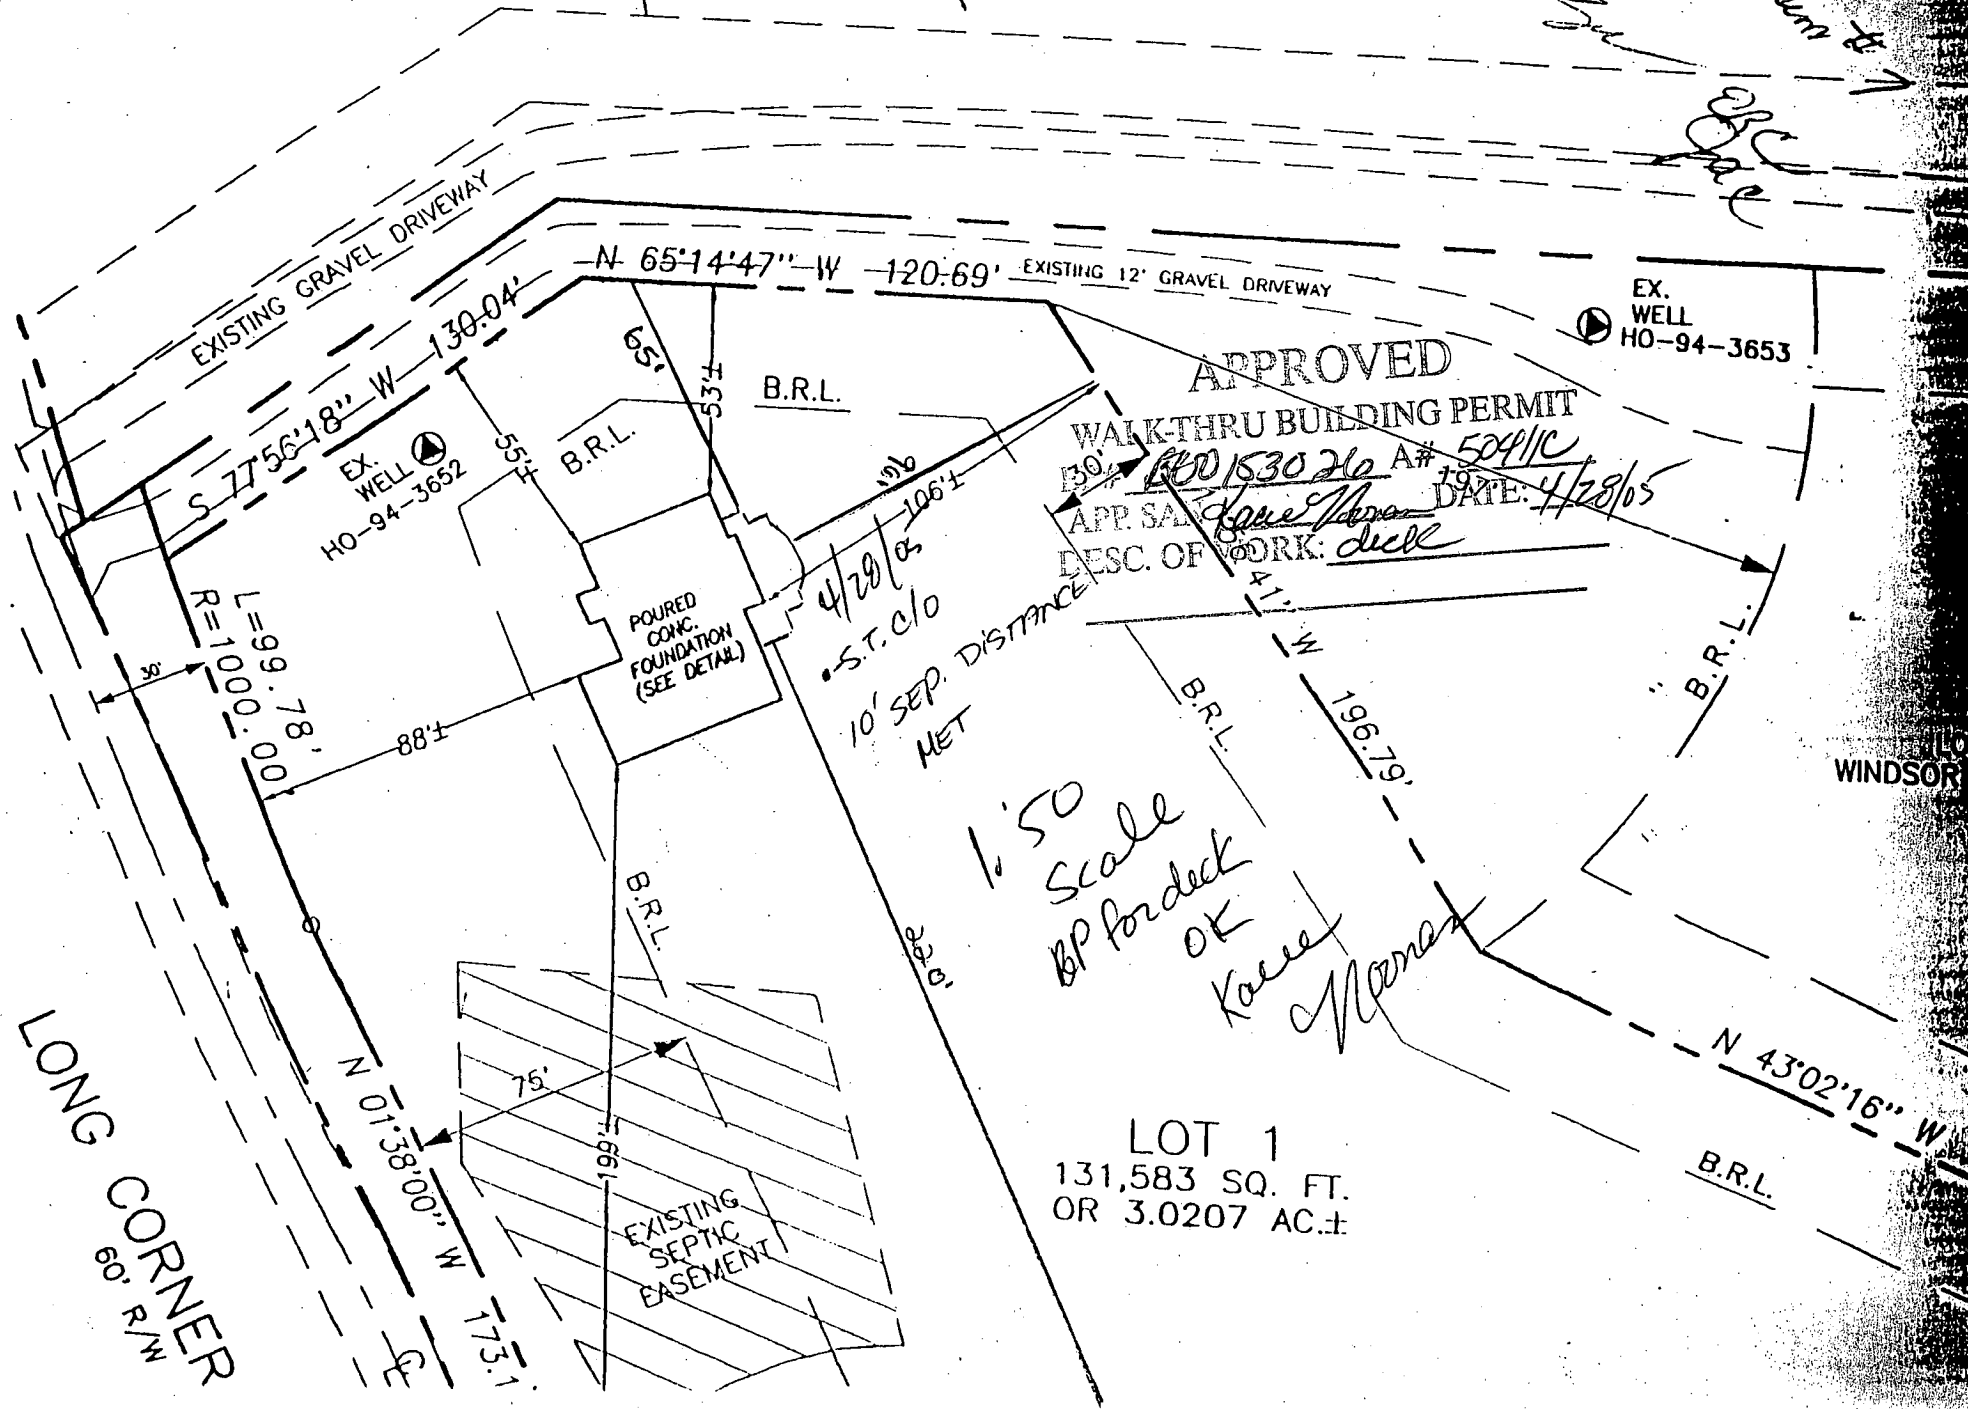 EBC
EXISTING GRAVEL DRIVEWAY
N 65°14'47" W 120.69'
EXISTING 12' GRAVEL DRIVEWAY
S 77°56'18" W 130.04'
EX.
WELL
HO-94-3653
EX.
WELL
HO-94-3652
55'±
65'
53'±
B.R.L.
B.R.L.
APPROVED
WALK-THRU BUILDING PERMIT
A# 50411C
APP. SAN
DATE: 4/28/05
DESC. OF WORK: deck
30'
106'±
41" W
196.79'
POURED
CONC.
FOUNDATION
(SEE DETAIL)
4/28/05
S.T. C/O
10' SEP. DISTANCE
MET
L=99.78'
R=1000.00'
30'
88'±
B.R.L.
B.R.L.
WINDSOR
1:50
Scale
BP for deck
OK
B.R.L.
220'
75'
199'±
EXISTING
SEPTIC
EASEMENT
N 01°38'00" W 173.1
LONG CORNER
60' R/W
LOT 1
131,583 SQ. FT.
OR 3.0207 AC.±
N 43°02'16" W
B.R.L.